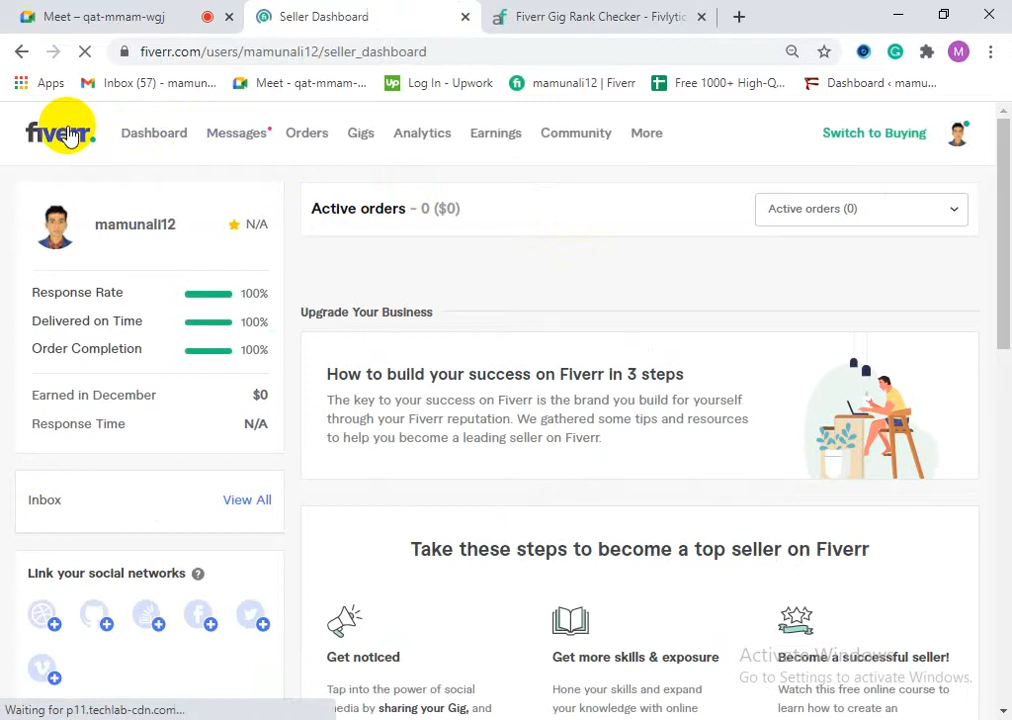 Meet – qat-mmam-wgj
Seller Dashboard
Fiverr Gig Rank Checker - Fivlytic
fiverr.com/users/mamunali12/seller_dashboard
M
Apps
Inbox (57) - mamun...
Meet - qat-mmam-...
Up
Log In - Upwork
mamunali12 | Fiverr
Free 1000+ High-Q...
Dashboard ‹ mamu...
fiverr.
Dashboard
Messages
Orders
Gigs
Analytics
Earnings
Community
More
Switch to Buying
mamunali12
N/A
Response Rate
100%
Delivered on Time
100%
Order Completion
100%
Earned in December
$0
Response Time
N/A
Inbox
View All
Link your social networks ?
Active orders - 0 ($0)
Active orders (0)
Upgrade Your Business
How to build your success on Fiverr in 3 steps
The key to your success on Fiverr is the brand you build for yourself
through your Fiverr reputation. We gathered some tips and resources
to help you become a leading seller on Fiverr.
Take these steps to become a top seller on Fiverr
Get noticed
Tap into the power of social
media by sharing your Gig, and
Get more skills & exposure
Hone your skills and expand
your knowledge with online
Become a successful seller!
Watch this free online course to
learn how to create an
Activate Windows
Go to Settings to activate Windows.
Waiting for p11.techlab-cdn.com...